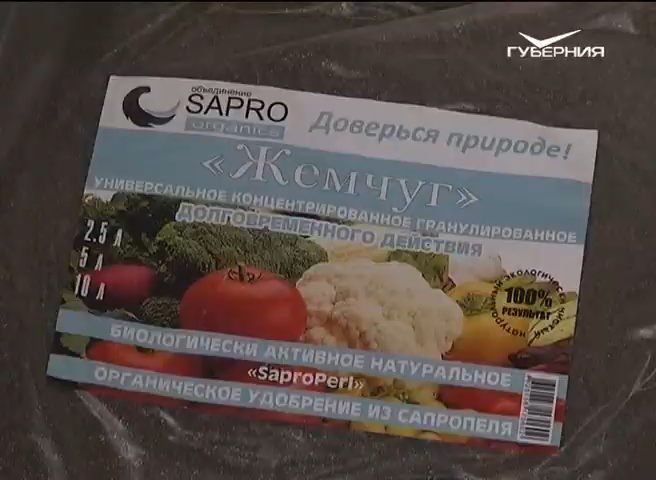 ГУБЕРНИЯ
объединение
SAPRO
organics
Доверься природе!
«Жемчуг»
УНИВЕРСАЛЬНОЕ КОНЦЕНТРИРОВАННОЕ ГРАНУЛИРОВАННОЕ
ДОЛГОВРЕМЕННОГО ДЕЙСТВИЯ
2.5 Л
5 Л
10 Л
100%
РЕЗУЛЬТАТ
БИОЛОГИЧЕСКИ АКТИВНОЕ НАТУРАЛЬНОЕ
«SaproPerl»
ОРГАНИЧЕСКОЕ УДОБРЕНИЕ ИЗ САПРОПЕЛЯ